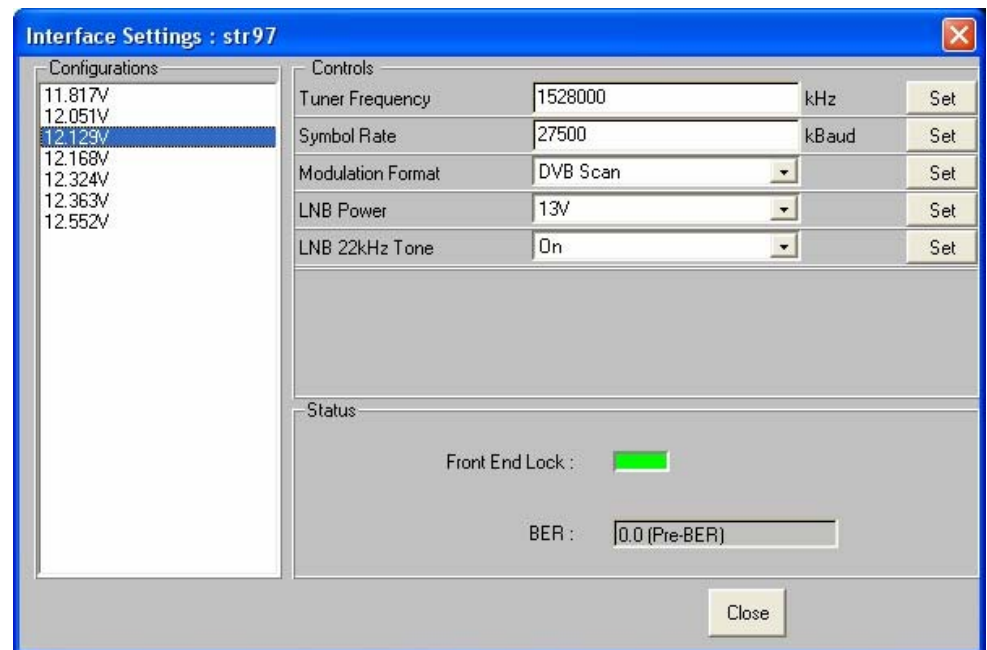 Interface Settings : str97
Configurations
11.817V
12.051V
12.129V
12.168V
12.324V
12.363V
12.552V
Controls
Tuner Frequency 1528000 kHz Set
Symbol Rate 27500 kBaud Set
Modulation Format DVB Scan Set
LNB Power 13V Set
LNB 22kHz Tone On Set
Status
Front End Lock :
BER : 0.0 (Pre-BER)
Close